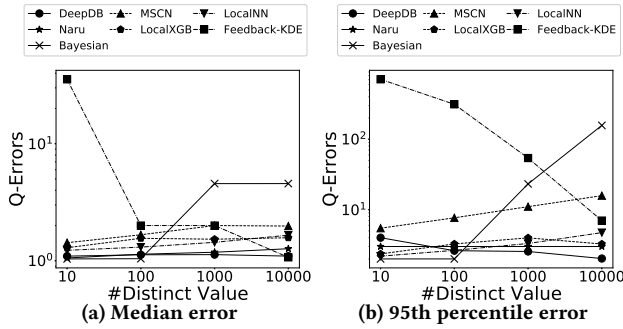 DeepDB MSCN LocalNN
Naru LocalXGB Feedback-KDE
Bayesian
DeepDB MSCN LocalNN
Naru LocalXGB Feedback-KDE
Bayesian
Q-Errors
10¹
10⁰
10 100 1000 10000
#Distinct Value
(a) Median error
Q-Errors
10²
10¹
10 100 1000 10000
#Distinct Value
(b) 95th percentile error